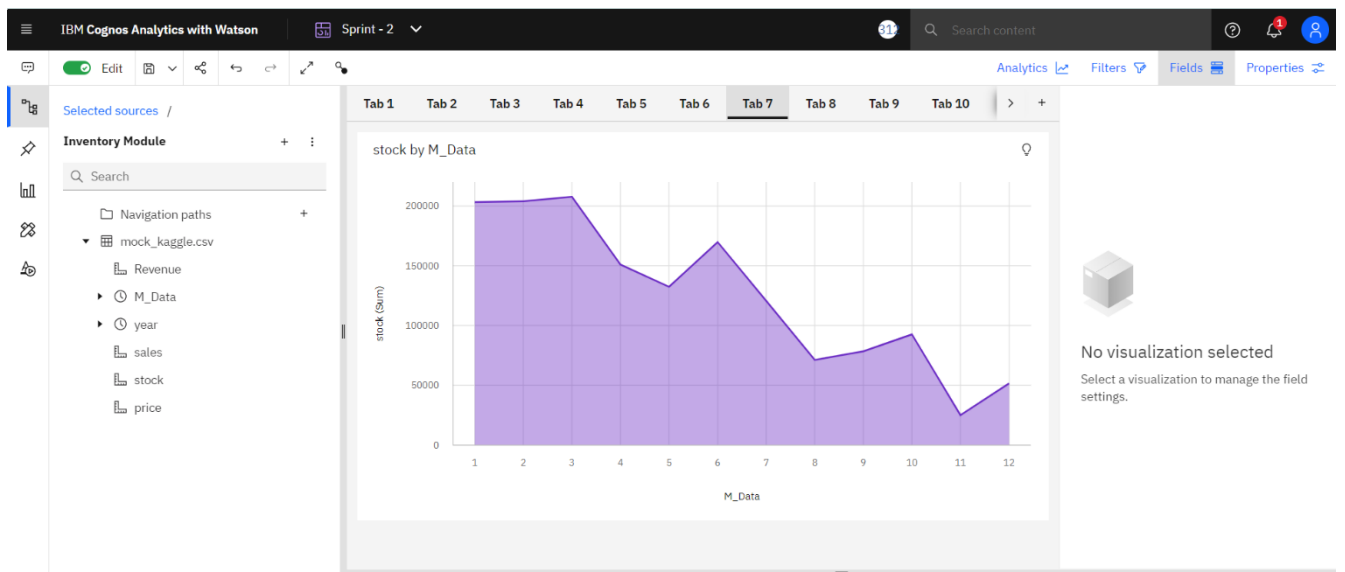 IBM Cognos Analytics with Watson
Sprint - 2
312
Search content
1
Edit
Analytics
Filters
Fields
Properties
Selected sources /
Inventory Module
Search
Navigation paths
mock_kaggle.csv
Revenue
M_Data
year
sales
stock
price
Tab 1 Tab 2 Tab 3 Tab 4 Tab 5 Tab 6 Tab 7 Tab 8 Tab 9 Tab 10
stock by M_Data
stock (Sum)
200000
150000
100000
50000
0
1 2 3 4 5 6 7 8 9 10 11 12
M_Data
No visualization selected
Select a visualization to manage the field
settings.